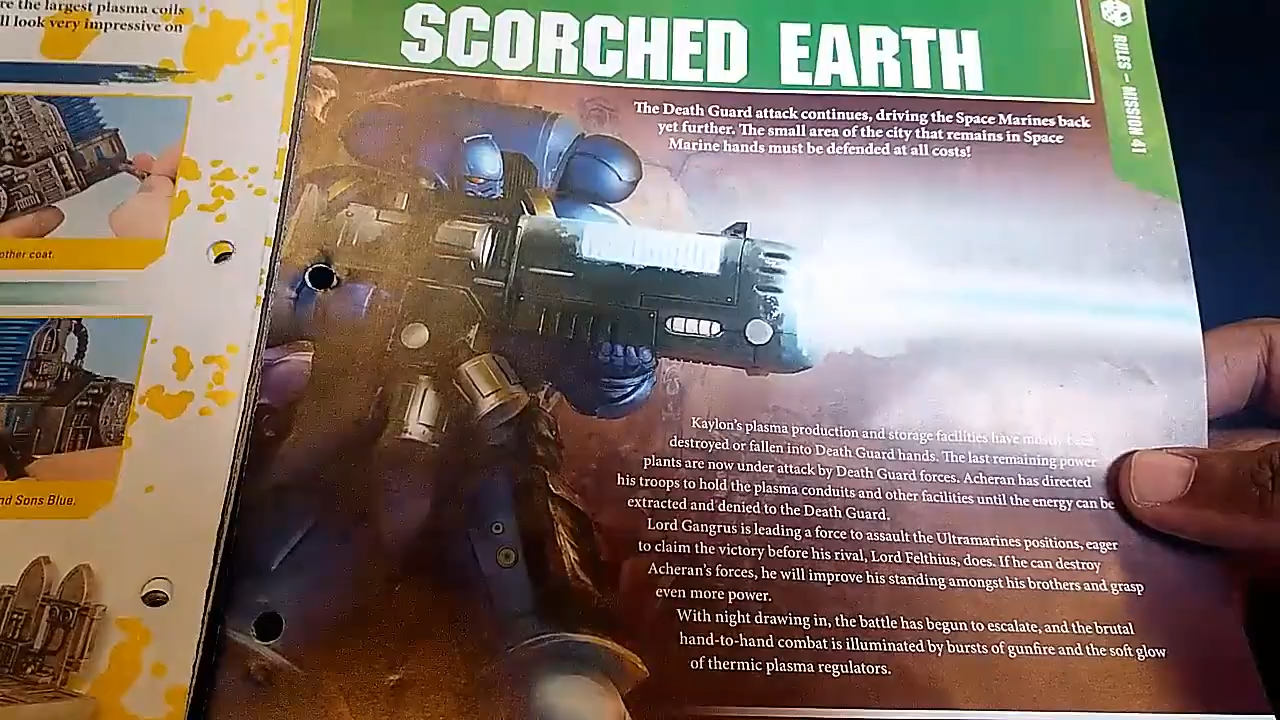 re the largest plasma coils
ll look very impressive on
other coat.
nd Sons Blue.
SCORCHED EARTH
RULES – MISSION 41
The Death Guard attack continues, driving the Space Marines back
yet further. The small area of the city that remains in Space
Marine hands must be defended at all costs!
Kaylon's plasma production and storage facilities have mostly been
destroyed or fallen into Death Guard hands. The last remaining power
plants are now under attack by Death Guard forces. Acheran has directed
his troops to hold the plasma conduits and other facilities until the energy can be
extracted and denied to the Death Guard.
Lord Gangrus is leading a force to assault the Ultramarines positions, eager
to claim the victory before his rival, Lord Felthius, does. If he can destroy
Acheran's forces, he will improve his standing amongst his brothers and grasp
even more power.
With night drawing in, the battle has begun to escalate, and the brutal
hand-to-hand combat is illuminated by bursts of gunfire and the soft glow
of thermic plasma regulators.